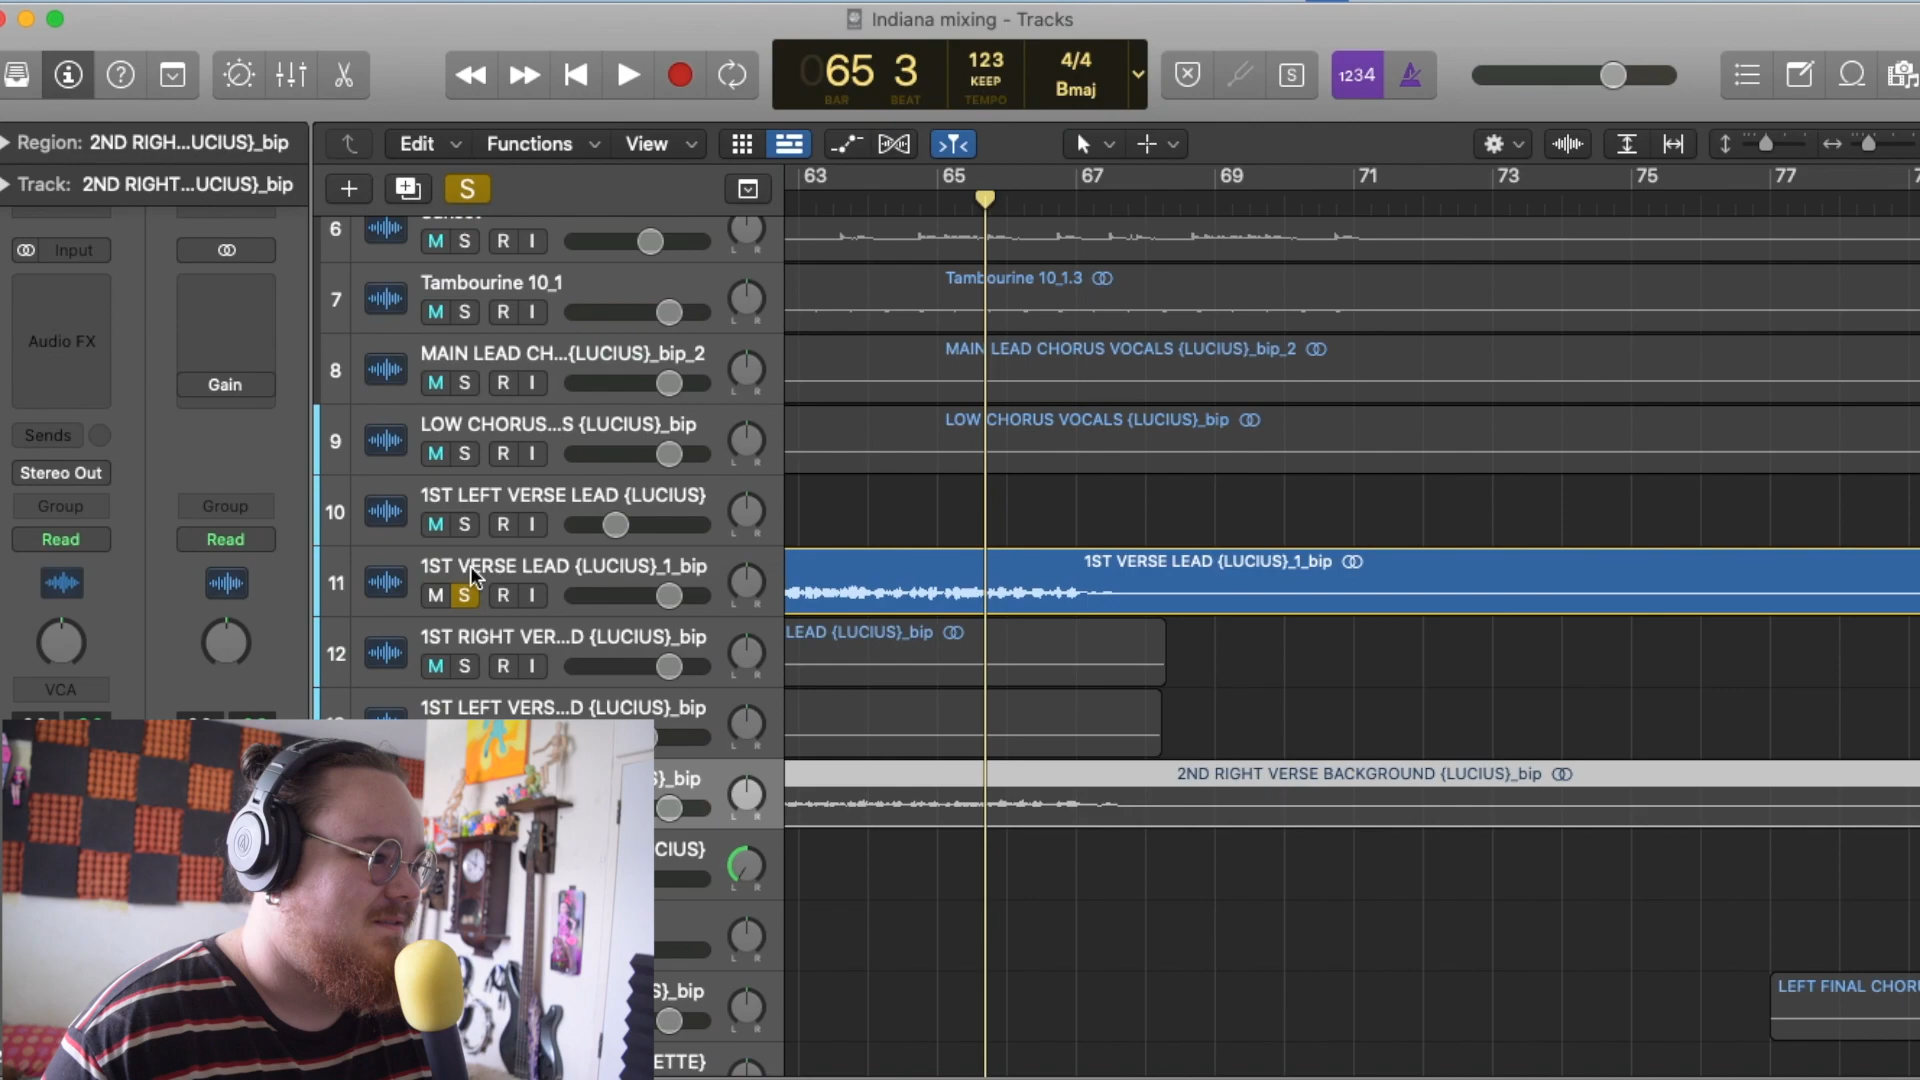 Indiana mixing - Tracks
065 3
BAR BEAT
123
KEEP
TEMPO
4/4
Bmaj
S
1234
Region: 2ND RIGH...UCIUS}_bip
Edit
Functions
View
Track: 2ND RIGHT...UCIUS}_bip
S
63 65 67 69 71 73 75 77
Input
Audio FX
Gain
Sends
Stereo Out
Group
Group
Read
Read
VCA
6
M S R I
L R
7
Tambourine 10_1
M S R I
L R
Tambourine 10_1.3
8
MAIN LEAD CH...{LUCIUS}_bip_2
M S R I
L R
MAIN LEAD CHORUS VOCALS {LUCIUS}_bip_2
9
LOW CHORUS...S {LUCIUS}_bip
M S R I
L R
LOW CHORUS VOCALS {LUCIUS}_bip
10
1ST LEFT VERSE LEAD {LUCIUS}
M S R I
L R
11
1ST VERSE LEAD {LUCIUS}_1_bip
M S R I
L R
1ST VERSE LEAD {LUCIUS}_1_bip
12
1ST RIGHT VER...D {LUCIUS}_bip
M S R I
L R
LEAD {LUCIUS}_bip
1ST LEFT VERS...D {LUCIUS}_bip
L R
S}_bip
L R
2ND RIGHT VERSE BACKGROUND {LUCIUS}_bip
CIUS}
L R
L R
S}_bip
L R
LEFT FINAL CHORU
ETTE}